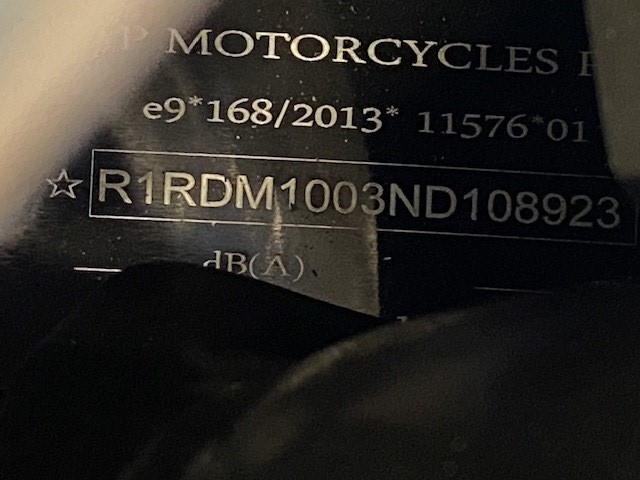 MOTORCYCLES
e9*168/2013* 11576*01
☆ R1RDM1003ND108923
dB(A)